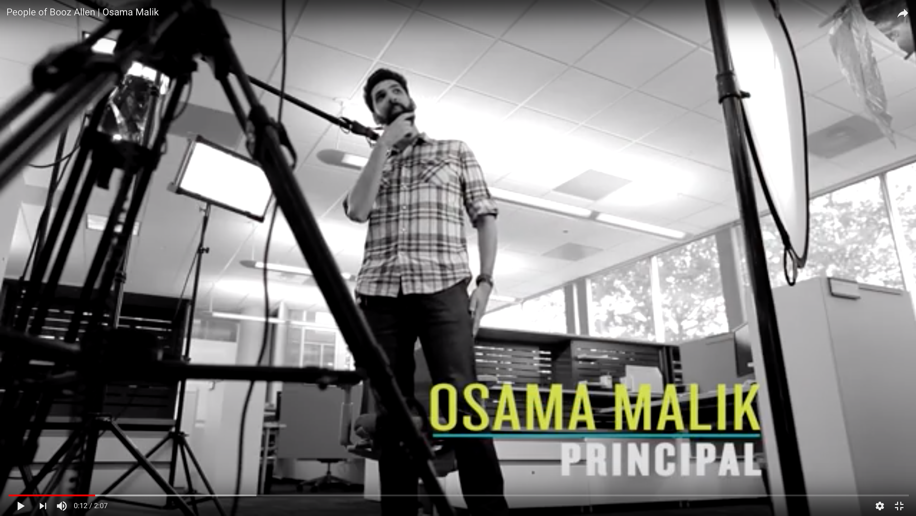 People of Booz Allen | Osama Malik
OSAMA MALIK
PRINCIPAL
0:12 / 2:07